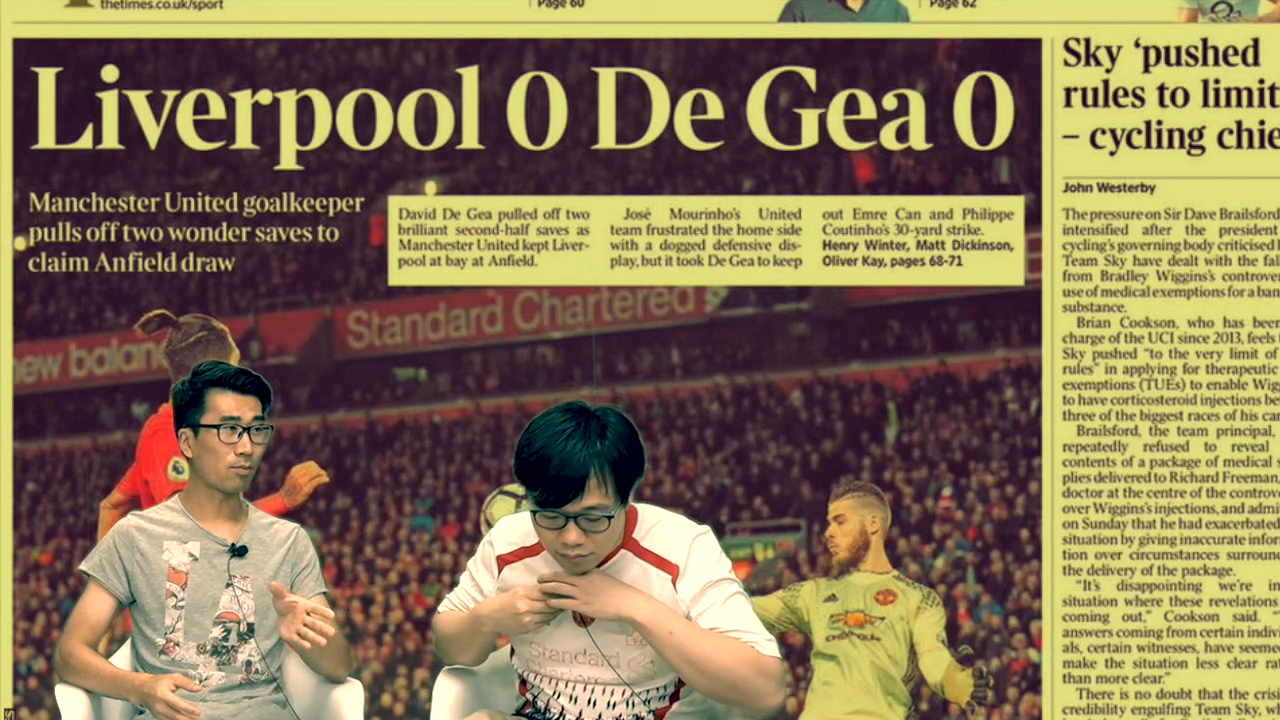 thetimes.co.uk/sport
Page 60
Page 62
Liverpool 0 De Gea 0
Manchester United goalkeeper
pulls off two wonder saves to
claim Anfield draw
David De Gea pulled off two
brilliant second-half saves as
Manchester United kept Liver-
pool at bay at Anfield.
José Mourinho's United
team frustrated the home side
with a dogged defensive dis-
play, but it took De Gea to keep
out Emre Can and Philippe
Coutinho's 30-yard strike.
Henry Winter, Matt Dickinson,
Oliver Kay, pages 68-71
Standard Chartered
new balance
Standard
Chartered
CHEVROLET
Sky ‘pushed
rules to limit
– cycling chie
John Westerby
The pressure on Sir Dave Brailsford
intensified after the president
cycling's governing body criticised
Team Sky have dealt with the fal
from Bradley Wiggins's controver
use of medical exemptions for a ban
substance.
Brian Cookson, who has been
charge of the UCI since 2013, feels
Sky pushed “to the very limit of
rules” in applying for therapeutic
exemptions (TUEs) to enable Wig
to have corticosteroid injections be
three of the biggest races of his car
Brailsford, the team principal,
repeatedly refused to reveal
contents of a package of medical s
plies delivered to Richard Freeman,
doctor at the centre of the controv
over Wiggins's injections, and admi
on Sunday that he had exacerbated
situation by giving inaccurate infor
tion over circumstances surroun
the delivery of the package.
“It's disappointing we're in
situation where these revelations
coming out,” Cookson said.
answers coming from certain indiv
als, certain witnesses, have seeme
make the situation less clear ra
than more clear.”
There is no doubt that the crisi
credibility engulfing Team Sky, w